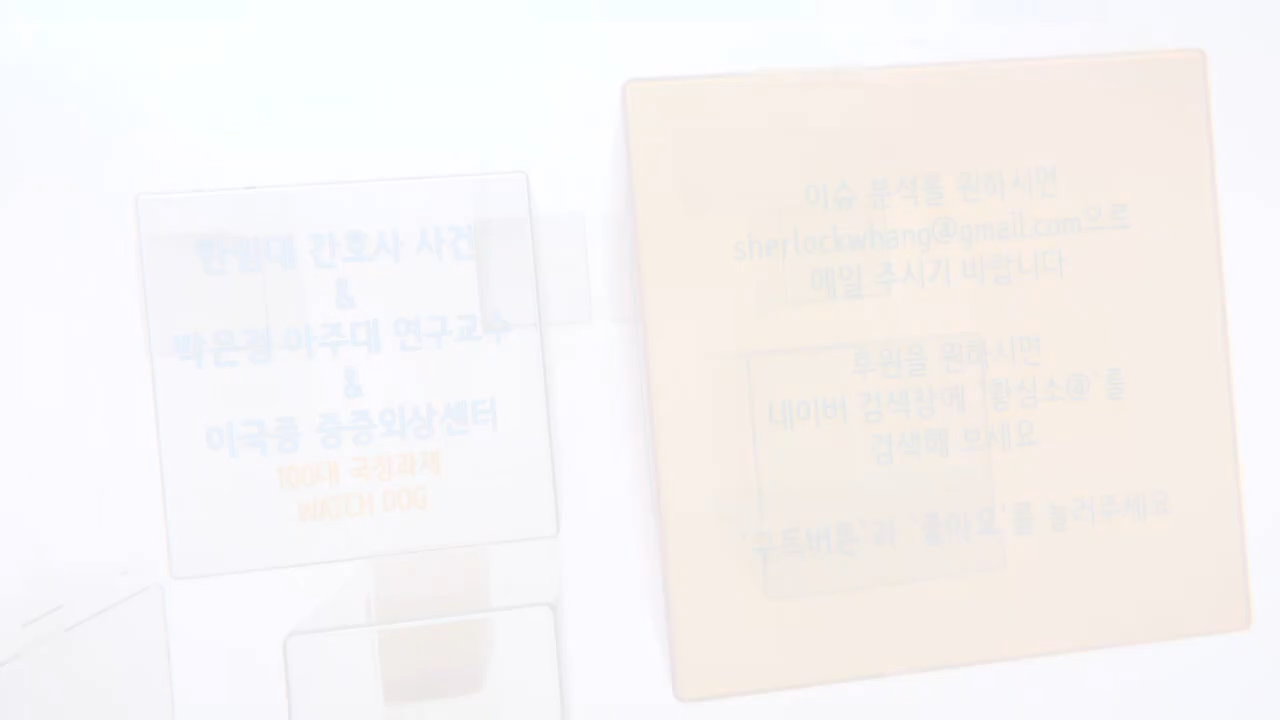 간호사 사건
&
박은정 아주대 연구교수
&
이국종 중증외상센터
100대 국정과제
WATCH DOG
이슈 분석을 원하시면
sherlockwhang@gmail.com으로
메일 주시기 바랍니다
후원을 원하시면
네이버 검색창에 '황심소@'를
검색해 보세요
'구독버튼'과 '좋아요'를 눌러주세요